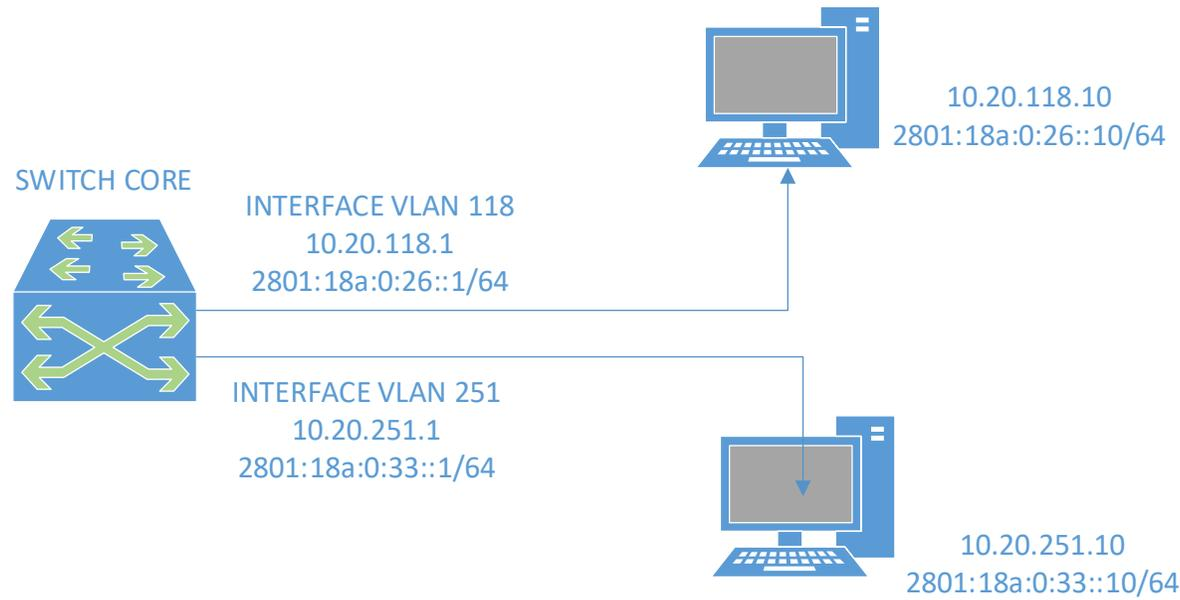 10.20.118.10
2801:18a:0:26::10/64
SWITCH CORE
INTERFACE VLAN 118
10.20.118.1
2801:18a:0:26::1/64
INTERFACE VLAN 251
10.20.251.1
2801:18a:0:33::1/64
10.20.251.10
2801:18a:0:33::10/64